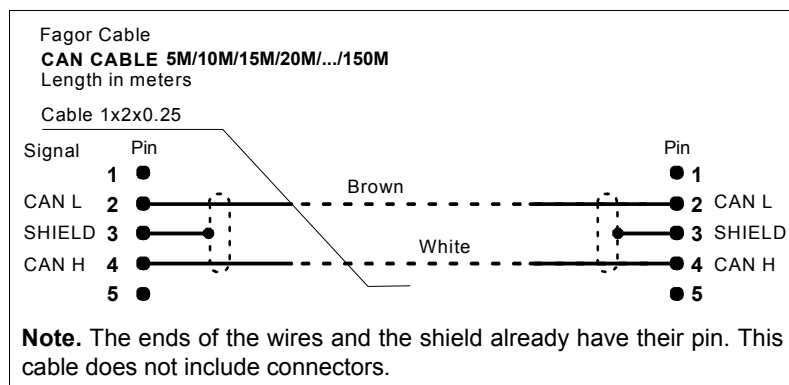 Fagor Cable
CAN CABLE 5M/10M/15M/20M/.../150M
Length in meters
Cable 1x2x0.25
Signal Pin Pin
1 1
Brown
CAN L 2 2 CAN L
SHIELD 3 3 SHIELD
White
CAN H 4 4 CAN H
5 5
Note. The ends of the wires and the shield already have their pin. This
cable does not include connectors.